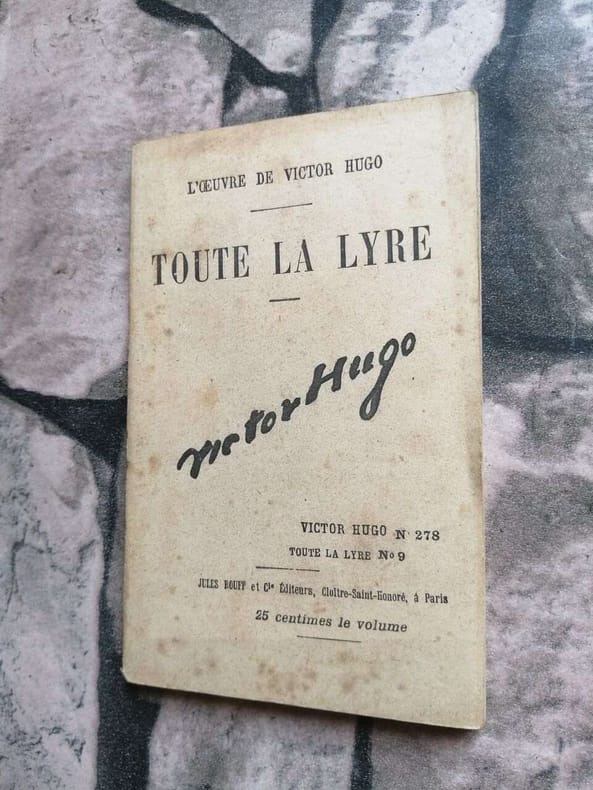 L'ŒUVRE DE VICTOR HUGO
TOUTE LA LYRE
Victor Hugo
VICTOR HUGO N° 278
TOUTE LA LYRE No 9
JULES ROUFF et Cie Éditeurs, Cloître-Saint-Honoré, à Paris
25 centimes le volume